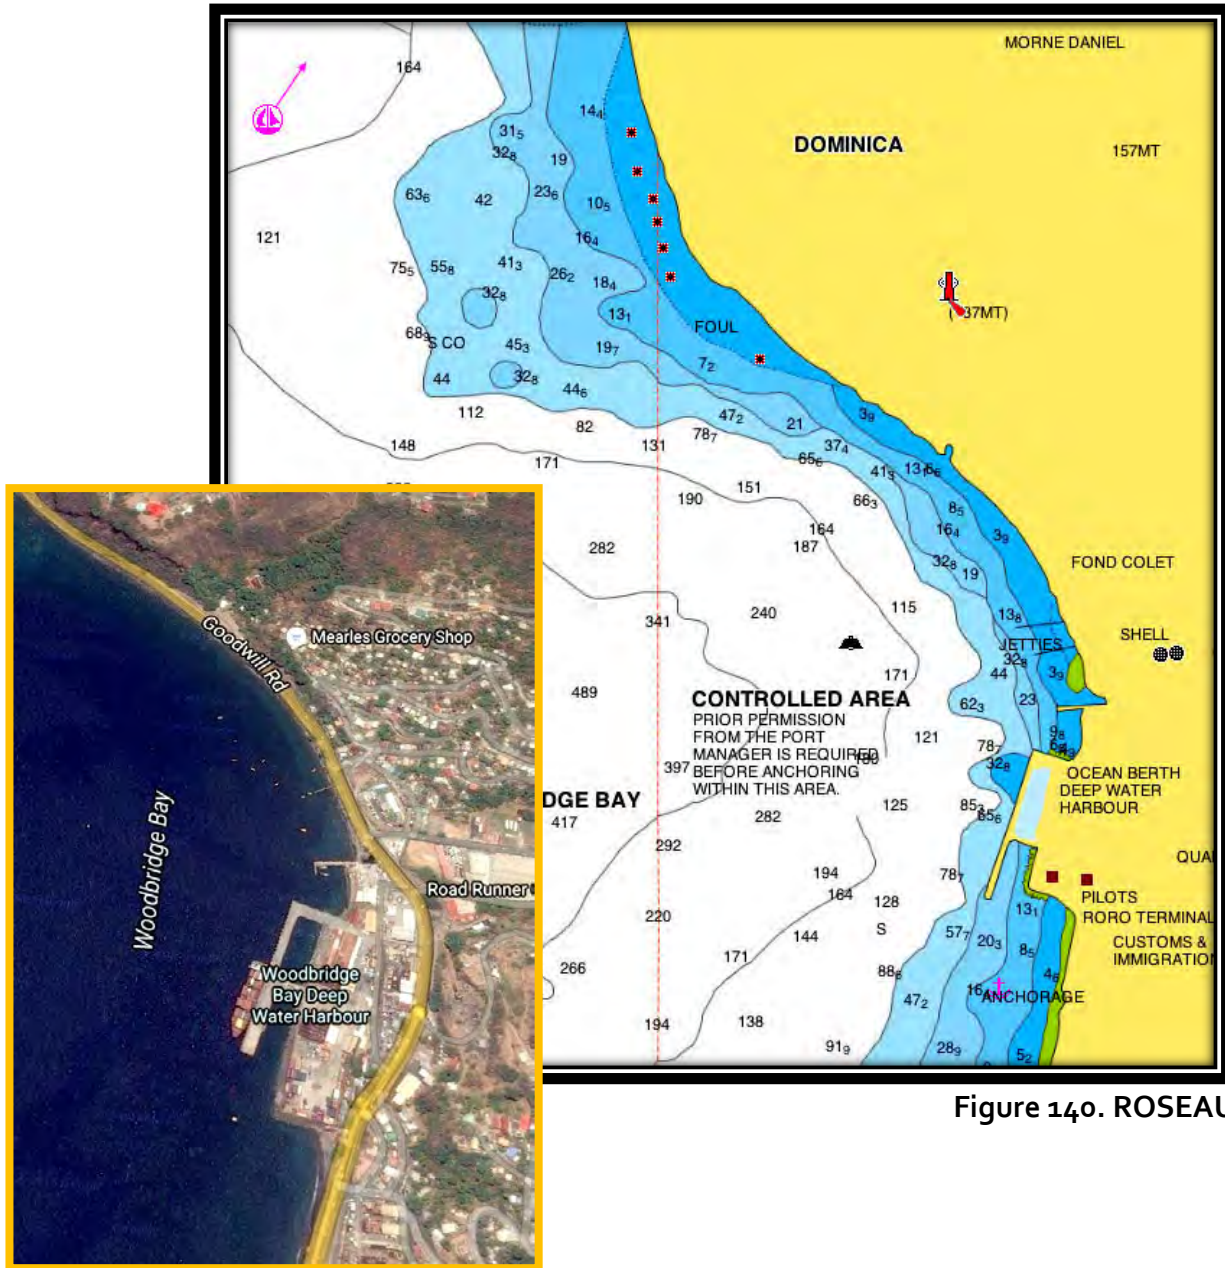 MORNE DANIEL
164
14₄
31₅
32₈
19
DOMINICA
157MT
63₆
42
23₆
10₅
121
16₄
75₅
55₈
41₃
26₂
18₄
32₈
13₁
37MT)
FOUL
68₉
S CO
45₃
19₇
7₂
44
32₈
44₆
112
82
47₂
21
3₉
148
131
78₇
37₄
171
65₆
41₃
190
151
66₃
8₅
164
16₄
3₉
282
187
32₈
19
FOND COLET
115
13₈
341
240
SHELL
JETTIES
32₈
171
44
3₉
489
CONTROLLED AREA
62₃
23
PRIOR PERMISSION
FROM THE PORT
MANAGER IS REQUIRED
BEFORE ANCHORING
WITHIN THIS AREA.
121
78₇
9₈
397
32₈
OCEAN BERTH
DEEP WATER
HARBOUR
DGE BAY
417
282
125
85₃
65₆
292
QUA
194
164
78₇
128
PILOTS
220
13₁
RORO TERMINAL
144
S
57₇
20₃
8₅
CUSTOMS &
IMMIGRATION
171
266
88₆
4₆
47₂
ANCHORAGE
194
138
91₉
28₉
5₂
Goodwill Rd
Mearles Grocery Shop
Woodbridge Bay
Road Runner
Woodbridge
Bay Deep
Water Harbour
Figure 140. ROSEAU